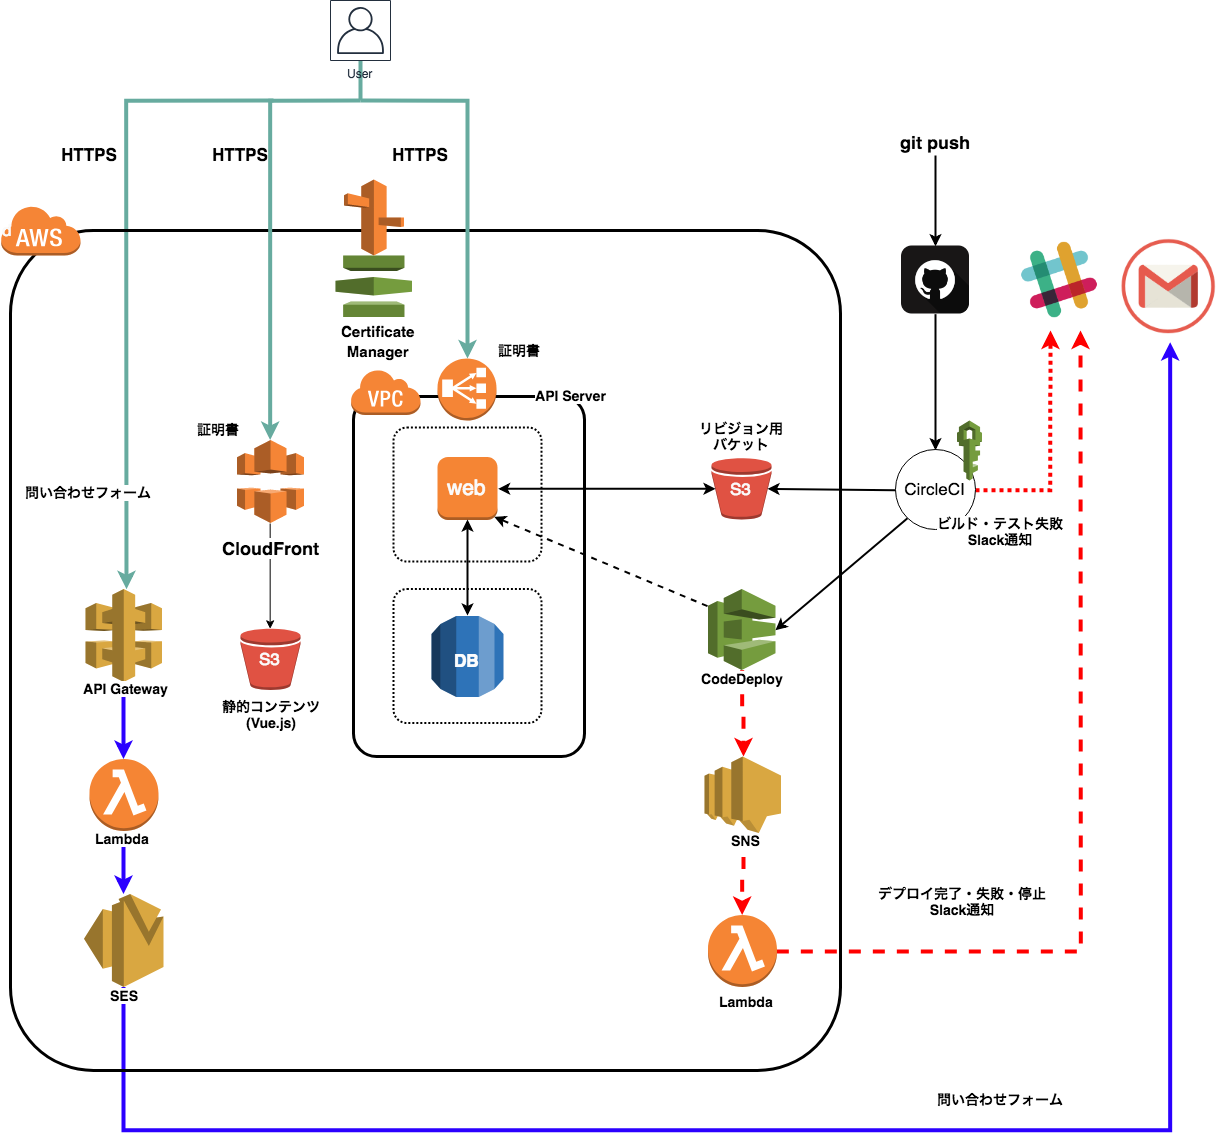 User
HTTPS
HTTPS
HTTPS
git push
AWS
Certificate
Manager
証明書
VPC
API Server
証明書
リビジョン用
バケット
web
S3
CircleCI
問い合わせフォーム
ビルド・テスト失敗
Slack通知
CloudFront
S3
DB
API Gateway
CodeDeploy
静的コンテンツ
(Vue.js)
Lambda
SNS
デプロイ完了・失敗・停止
Slack通知
SES
Lambda
問い合わせフォーム